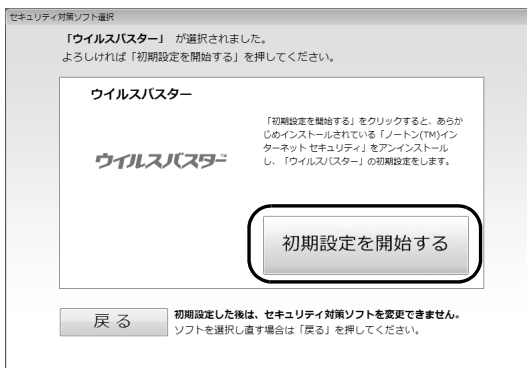 セキュリティ対策ソフト選択
「ウイルスバスター」 が選択されました。
よろしければ「初期設定を開始する」を押してください。
ウイルスバスター
「初期設定を開始する」をクリックすると、あらか
じめインストールされている「ノートン(TM)イン
ターネット セキュリティ」をアンインストール
し、「ウイルスバスター」の初期設定をします。
ウイルスバスター™
初期設定を開始する
戻 る
初期設定した後は、セキュリティ対策ソフトを変更できません。
ソフトを選択し直す場合は「戻る」を押してください。